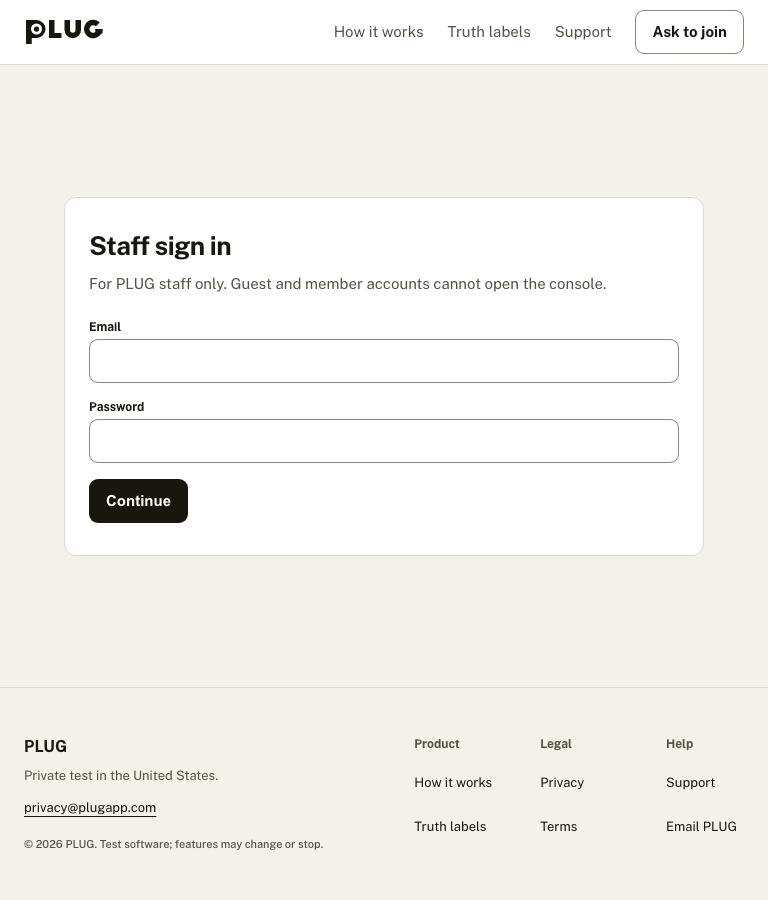 PLUG
How it works
Truth labels
Support
Ask to join
Staff sign in
For PLUG staff only. Guest and member accounts cannot open the console.
Email
Password
Continue
PLUG
Private test in the United States.
privacy@plugapp.com
© 2026 PLUG. Test software; features may change or stop.
Product
How it works
Truth labels
Legal
Privacy
Terms
Help
Support
Email PLUG